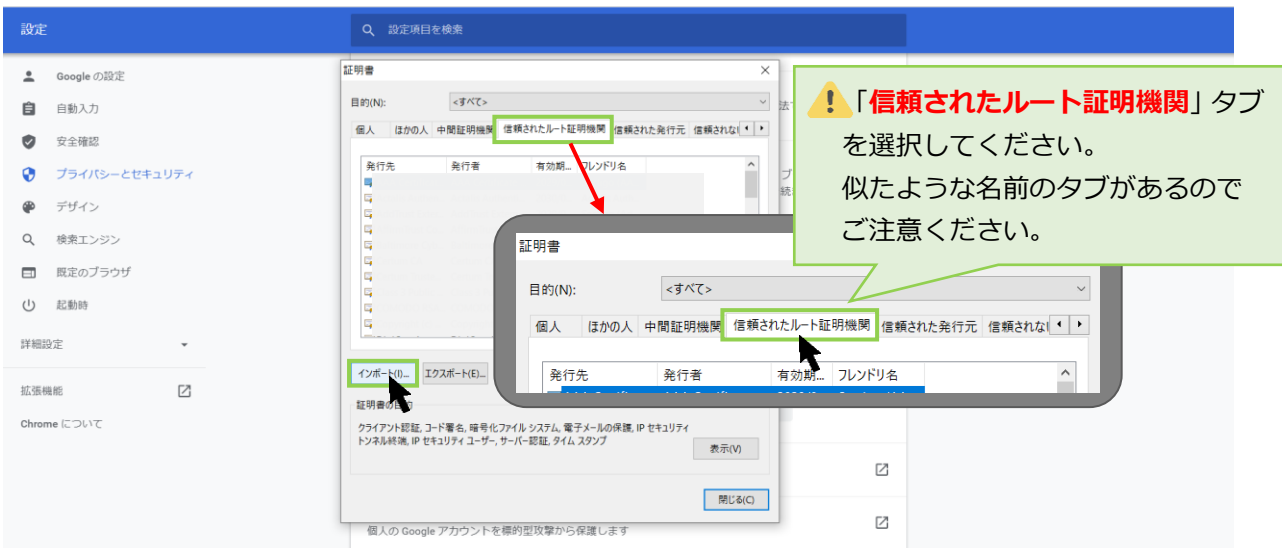 設定
設定項目を検索
Google の設定
自動入力
安全確認
プライバシーとセキュリティ
デザイン
検索エンジン
既定のブラウザ
起動時
詳細設定
拡張機能
Chrome について
証明書
目的(N): <すべて>
個人 ほかの人 中間証明機関 信頼されたルート証明機関 信頼された発行元 信頼されない
発行先 発行者 有効期... フレンドリ名
インポート(I)... エクスポート(E)...
証明書の目的
クライアント認証, コード署名, 暗号化ファイル システム, 電子メールの保護, IP セキュリティ
トンネル終端, IP セキュリティ ユーザー, サーバー認証, タイム スタンプ
表示(V)
閉じる(C)
個人の Google アカウントを標的型攻撃から保護します
「信頼されたルート証明機関」タブ
を選択してください。
似たような名前のタブがあるので
ご注意ください。
証明書
目的(N): <すべて>
個人 ほかの人 中間証明機関 信頼されたルート証明機関 信頼された発行元 信頼されない
発行先 発行者 有効期... フレンドリ名